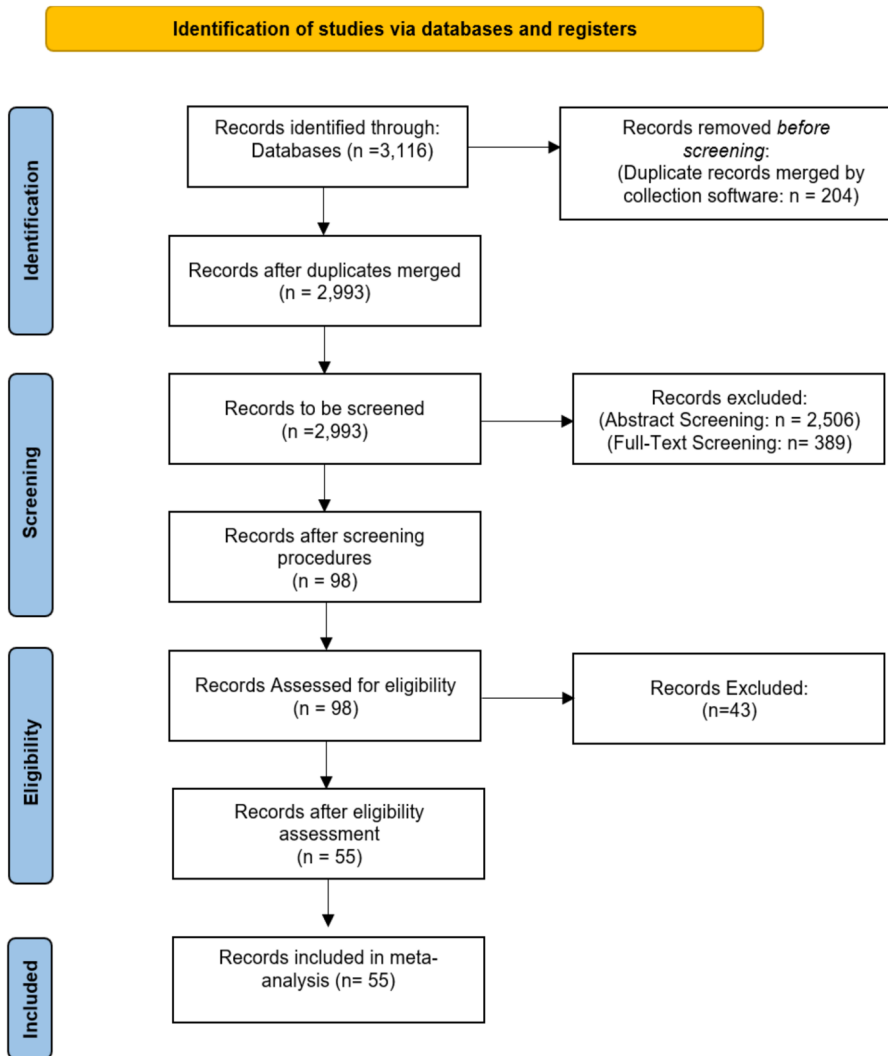 Identification of studies via databases and registers
Identification
Records identified through:
Databases (n =3,116)
Records removed before
screening:
(Duplicate records merged by
collection software: n = 204)
Records after duplicates merged
(n = 2,993)
Screening
Records to be screened
(n =2,993)
Records excluded:
(Abstract Screening: n = 2,506)
(Full-Text Screening: n= 389)
Records after screening
procedures
(n = 98)
Eligibility
Records Assessed for eligibility
(n = 98)
Records Excluded:
(n=43)
Records after eligibility
assessment
(n = 55)
Included
Records included in meta-
analysis (n= 55)